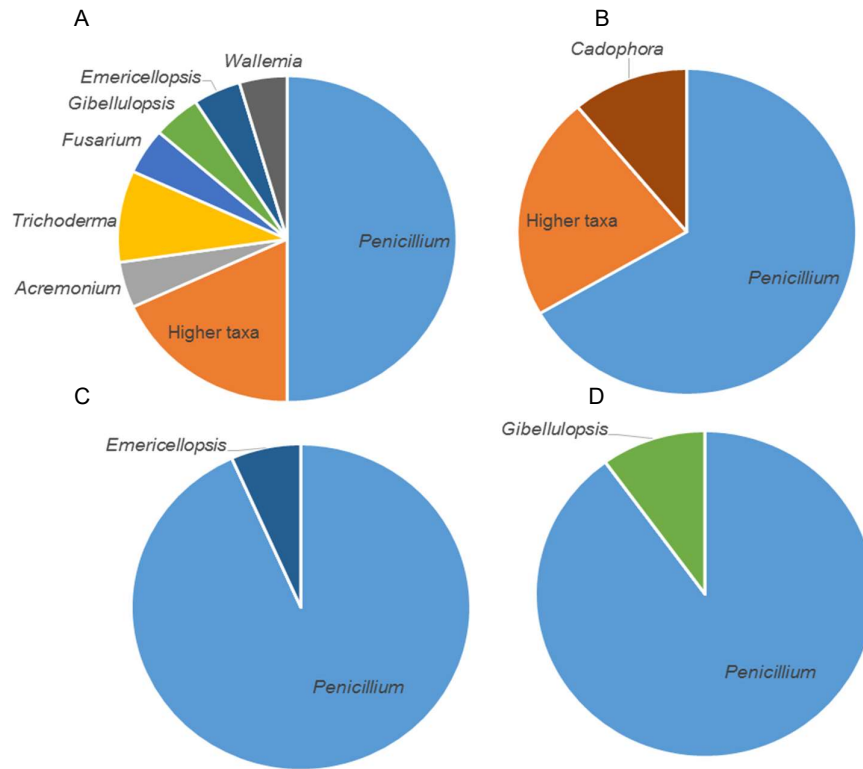 A
Wallemia
Emericellopsis
Gibellulopsis
Fusarium
Trichoderma
Acremonium
Higher taxa
Penicillium
B
Cadophora
Higher taxa
Penicillium
C
Emericellopsis
Penicillium
D
Gibellulopsis
Penicillium